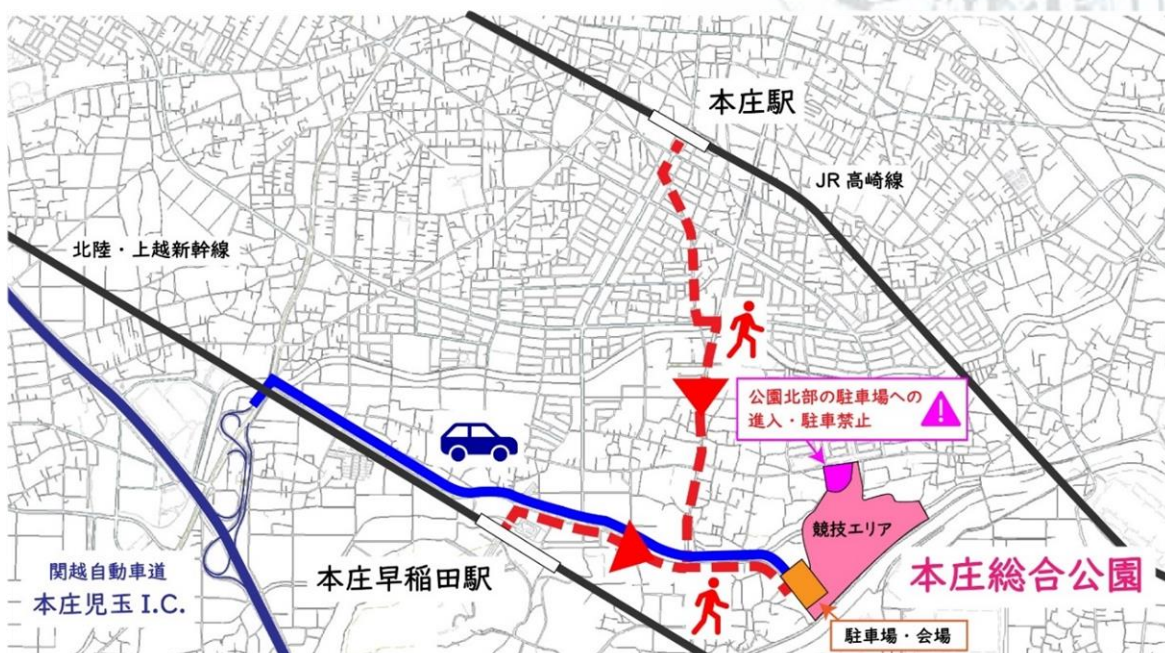 本庄駅
JR 高崎線
北陸・上越新幹線
公園北部の駐車場への
進入・駐車禁止
競技エリア
関越自動車道
本庄児玉 I.C.
本庄早稲田駅
本庄総合公園
駐車場・会場